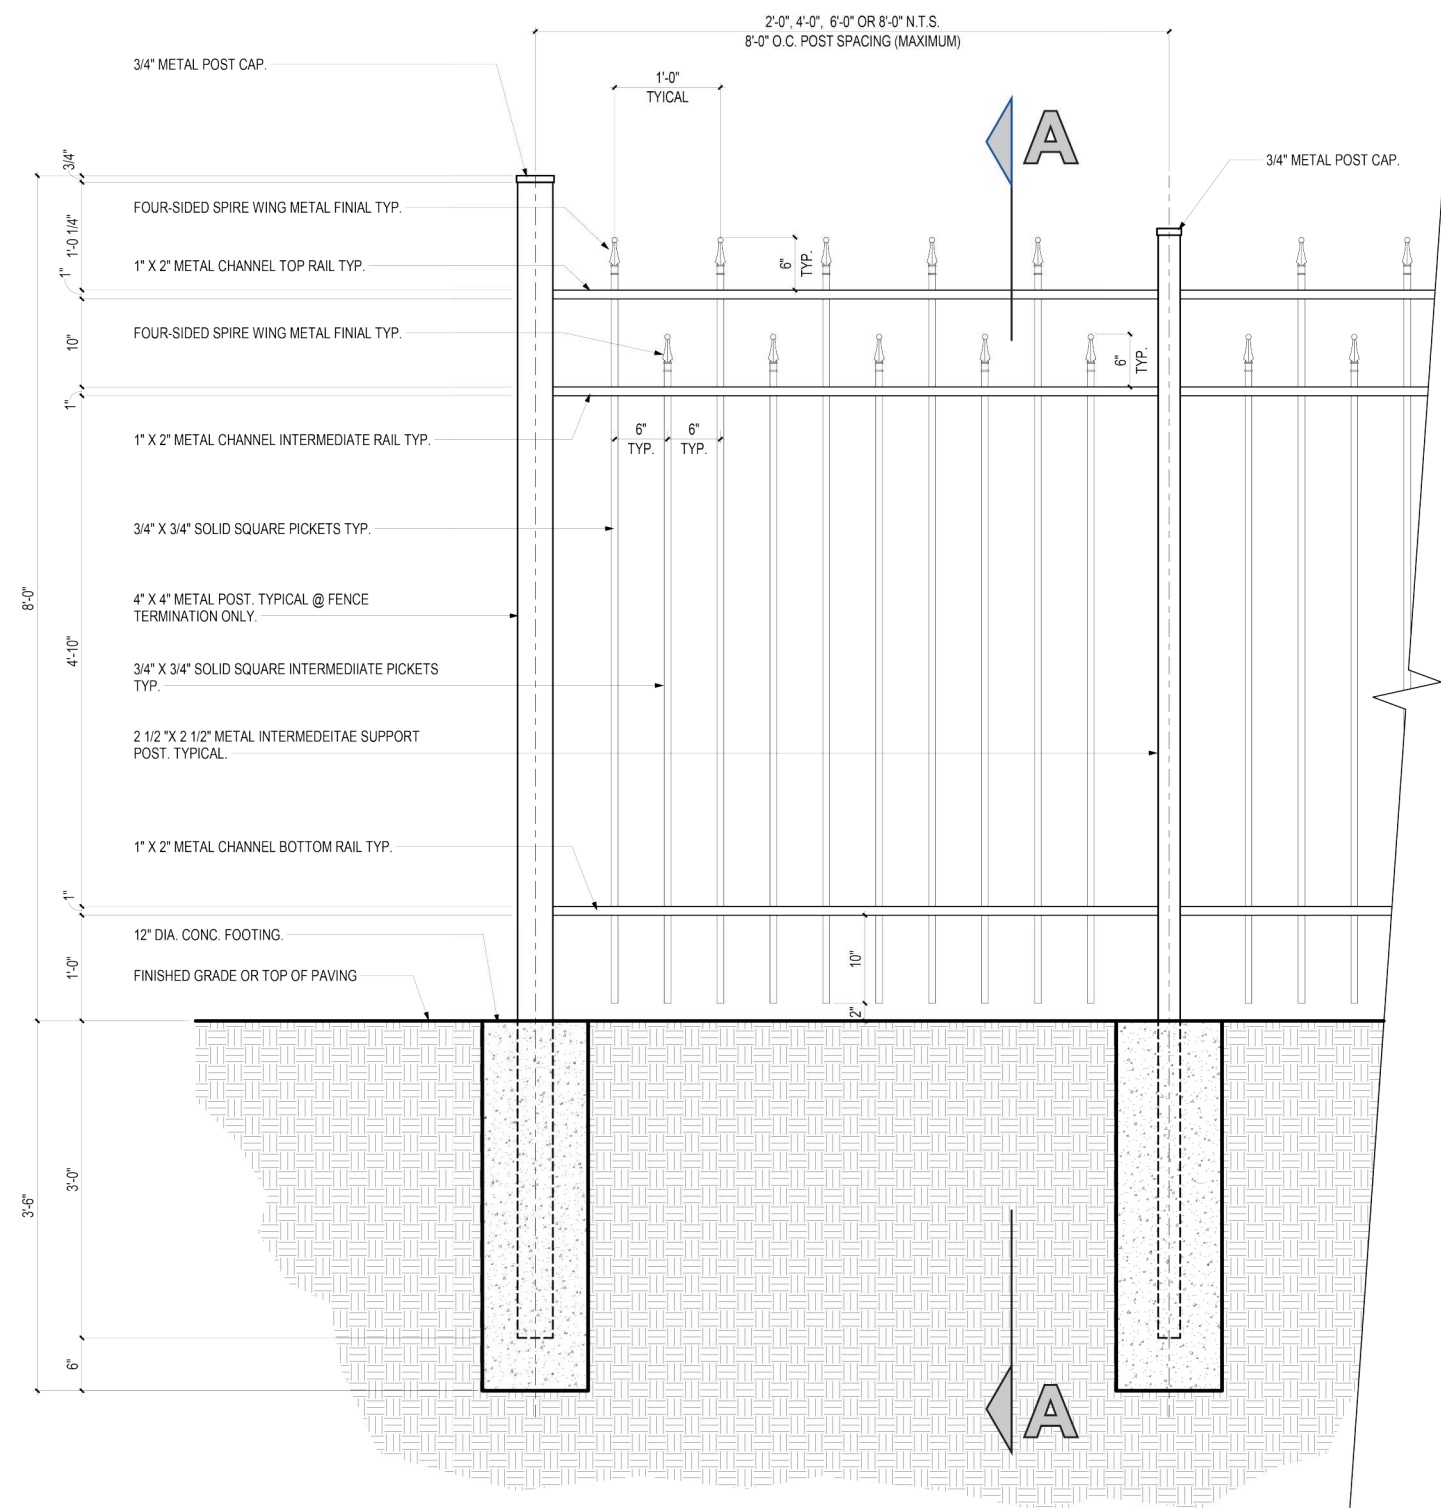 2'-0", 4'-0", 6'-0" OR 8'-0" N.T.S.
8'-0" O.C. POST SPACING (MAXIMUM)
3/4" METAL POST CAP.
1'-0"
TYICAL
A
3/4"
3/4" METAL POST CAP.
FOUR-SIDED SPIRE WING METAL FINIAL TYP.
1'-0 1/4"
6"
TYP.
1" X 2" METAL CHANNEL TOP RAIL TYP.
1"
FOUR-SIDED SPIRE WING METAL FINIAL TYP.
10"
6"
TYP.
1"
6"
TYP.
6"
TYP.
1" X 2" METAL CHANNEL INTERMEDIATE RAIL TYP.
3/4" X 3/4" SOLID SQUARE PICKETS TYP.
8'-0"
4" X 4" METAL POST. TYPICAL @ FENCE
TERMINATION ONLY.
4'-10"
3/4" X 3/4" SOLID SQUARE INTERMEDIIATE PICKETS
TYP.
2 1/2 "X 2 1/2" METAL INTERMEDEITAE SUPPORT
POST. TYPICAL.
1" X 2" METAL CHANNEL BOTTOM RAIL TYP.
1"
12" DIA. CONC. FOOTING.
1'-0"
10"
FINISHED GRADE OR TOP OF PAVING
2"
3'-6"
3'-0"
6"
A